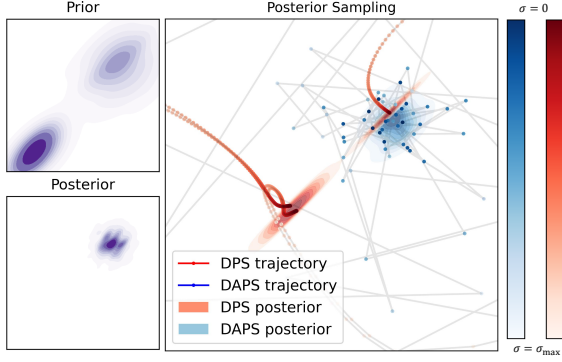 Prior
Posterior Sampling
σ = 0
Posterior
DPS trajectory
DAPS trajectory
DPS posterior
DAPS posterior
σ = σmax